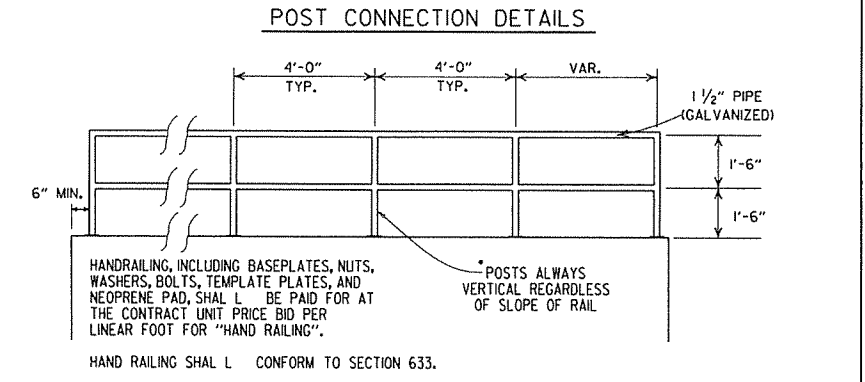 POST CONNECTION DETAILS
4'-0"
TYP.
4'-0"
TYP.
VAR.
1 1/2" PIPE
(GALVANIZED)
1'-6"
6" MIN.
1'-6"
HANDRAILING, INCLUDING BASEPLATES, NUTS,
WASHERS, BOLTS, TEMPLATE PLATES, AND
NEOPRENE PAD, SHAL L BE PAID FOR AT
THE CONTRACT UNIT PRICE BID PER
LINEAR FOOT FOR "HAND RAILING".
POSTS ALWAYS
VERTICAL REGARDLESS
OF SLOPE OF RAIL
HAND RAILING SHAL L CONFORM TO SECTION 633.